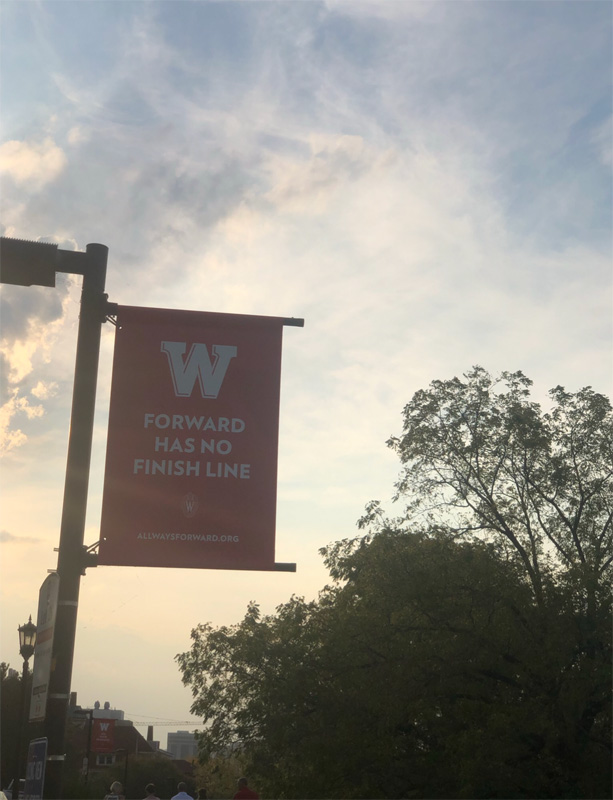 W
FORWARD
HAS NO
FINISH LINE
W
ALLWAYSFORWARD.ORG
W